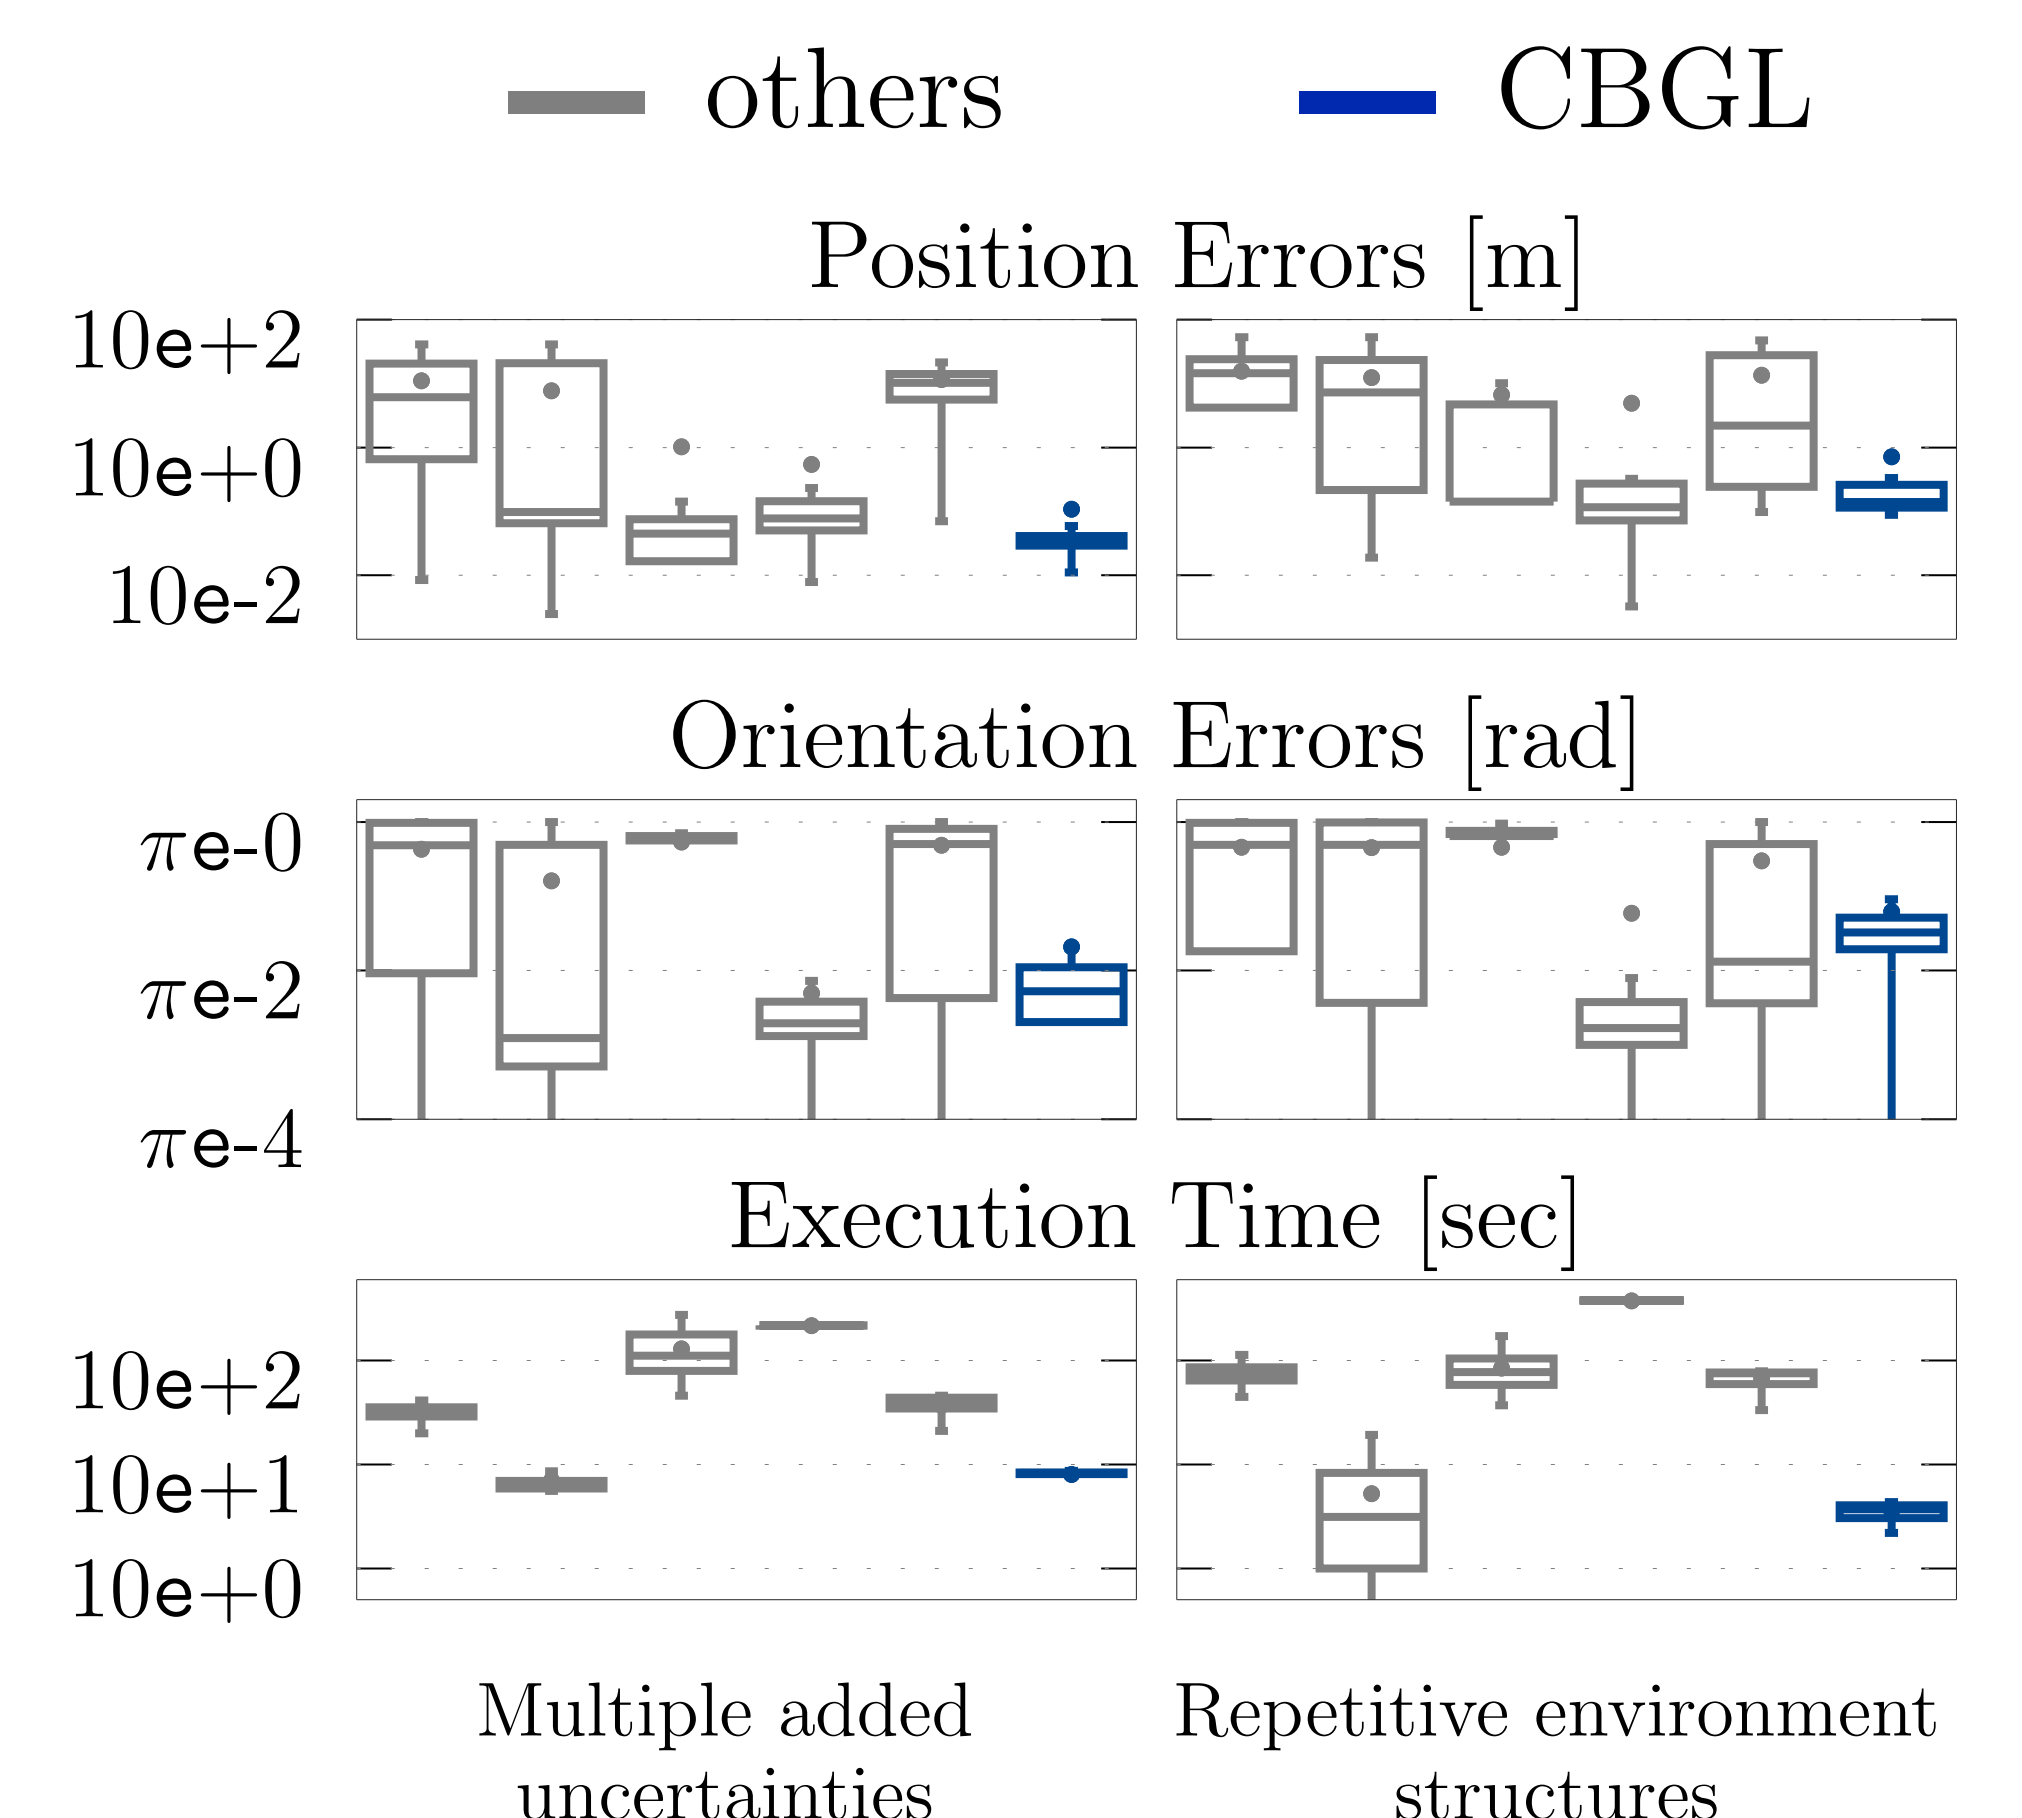 others CBGL
Position Errors [m]
10e+2
10e+0
10e-2
Orientation Errors [rad]
πe-0
πe-2
πe-4
Execution Time [sec]
10e+2
10e+1
10e+0
Multiple added
uncertainties
Repetitive environment
structures